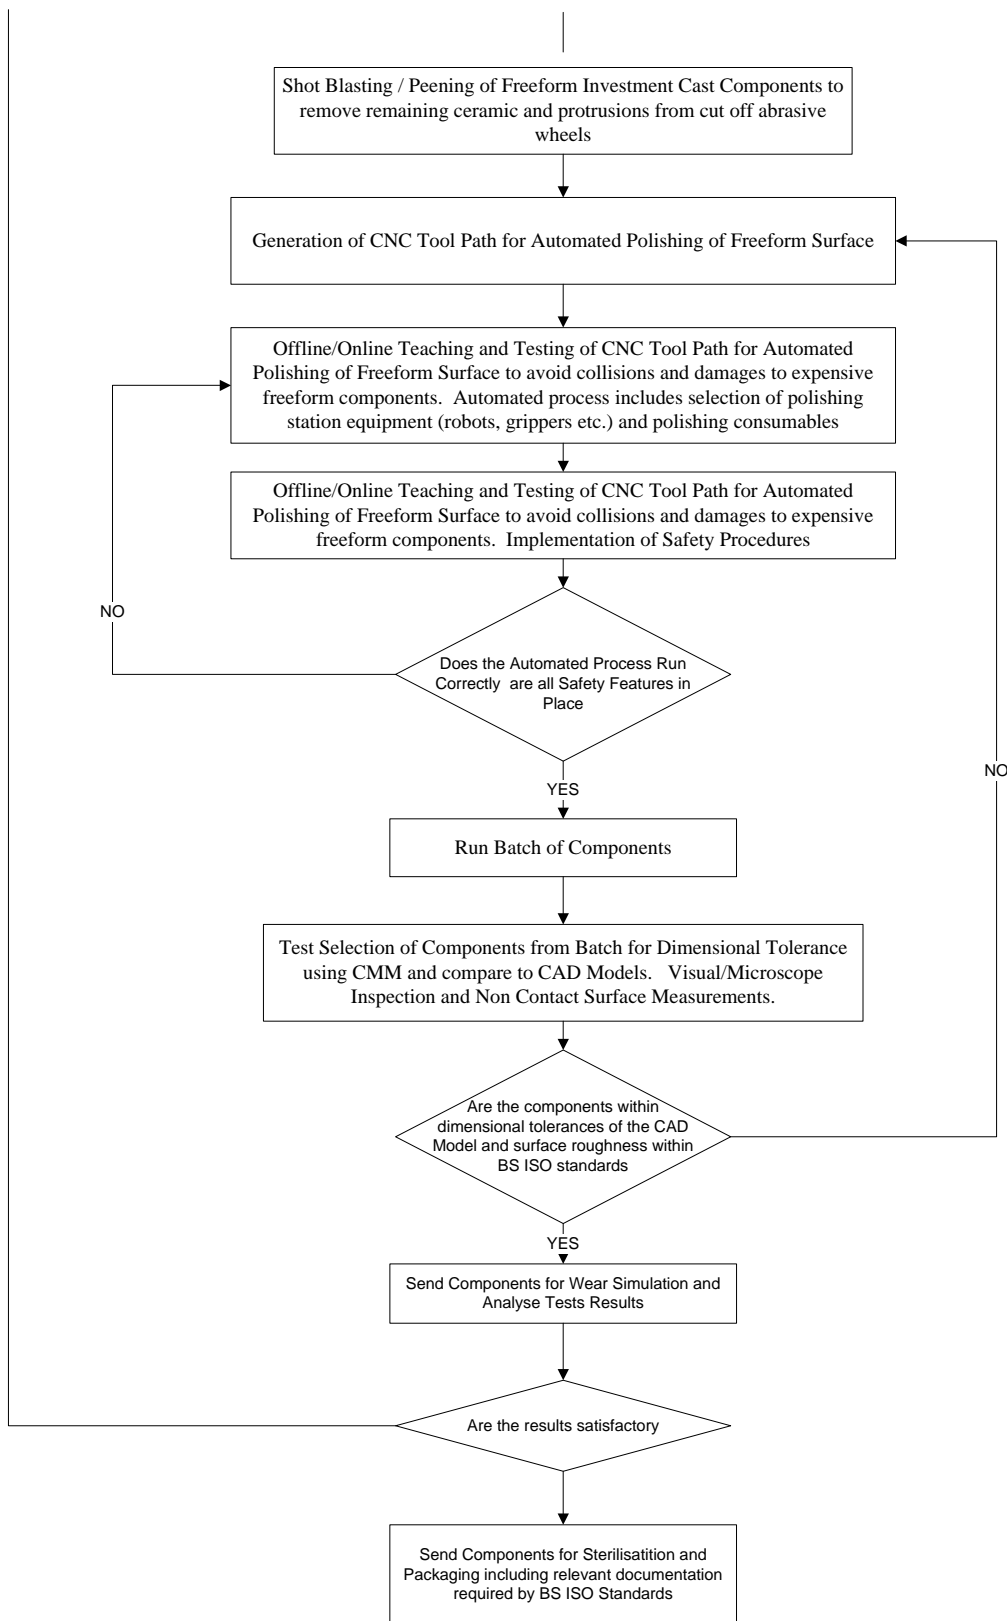 Shot Blasting / Peening of Freeform Investment Cast Components to
remove remaining ceramic and protrusions from cut off abrasive
wheels
Generation of CNC Tool Path for Automated Polishing of Freeform Surface
Offline/Online Teaching and Testing of CNC Tool Path for Automated
Polishing of Freeform Surface to avoid collisions and damages to expensive
freeform components. Automated process includes selection of polishing
station equipment (robots, grippers etc.) and polishing consumables
Offline/Online Teaching and Testing of CNC Tool Path for Automated
Polishing of Freeform Surface to avoid collisions and damages to expensive
freeform components. Implementation of Safety Procedures
NO
Does the Automated Process Run
Correctly are all Safety Features in
Place
NO
YES
Run Batch of Components
Test Selection of Components from Batch for Dimensional Tolerance
using CMM and compare to CAD Models. Visual/Microscope
Inspection and Non Contact Surface Measurements.
Are the components within
dimensional tolerances of the CAD
Model and surface roughness within
BS ISO standards
YES
Send Components for Wear Simulation and
Analyse Tests Results
Are the results satisfactory
Send Components for Sterilisatition and
Packaging including relevant documentation
required by BS ISO Standards